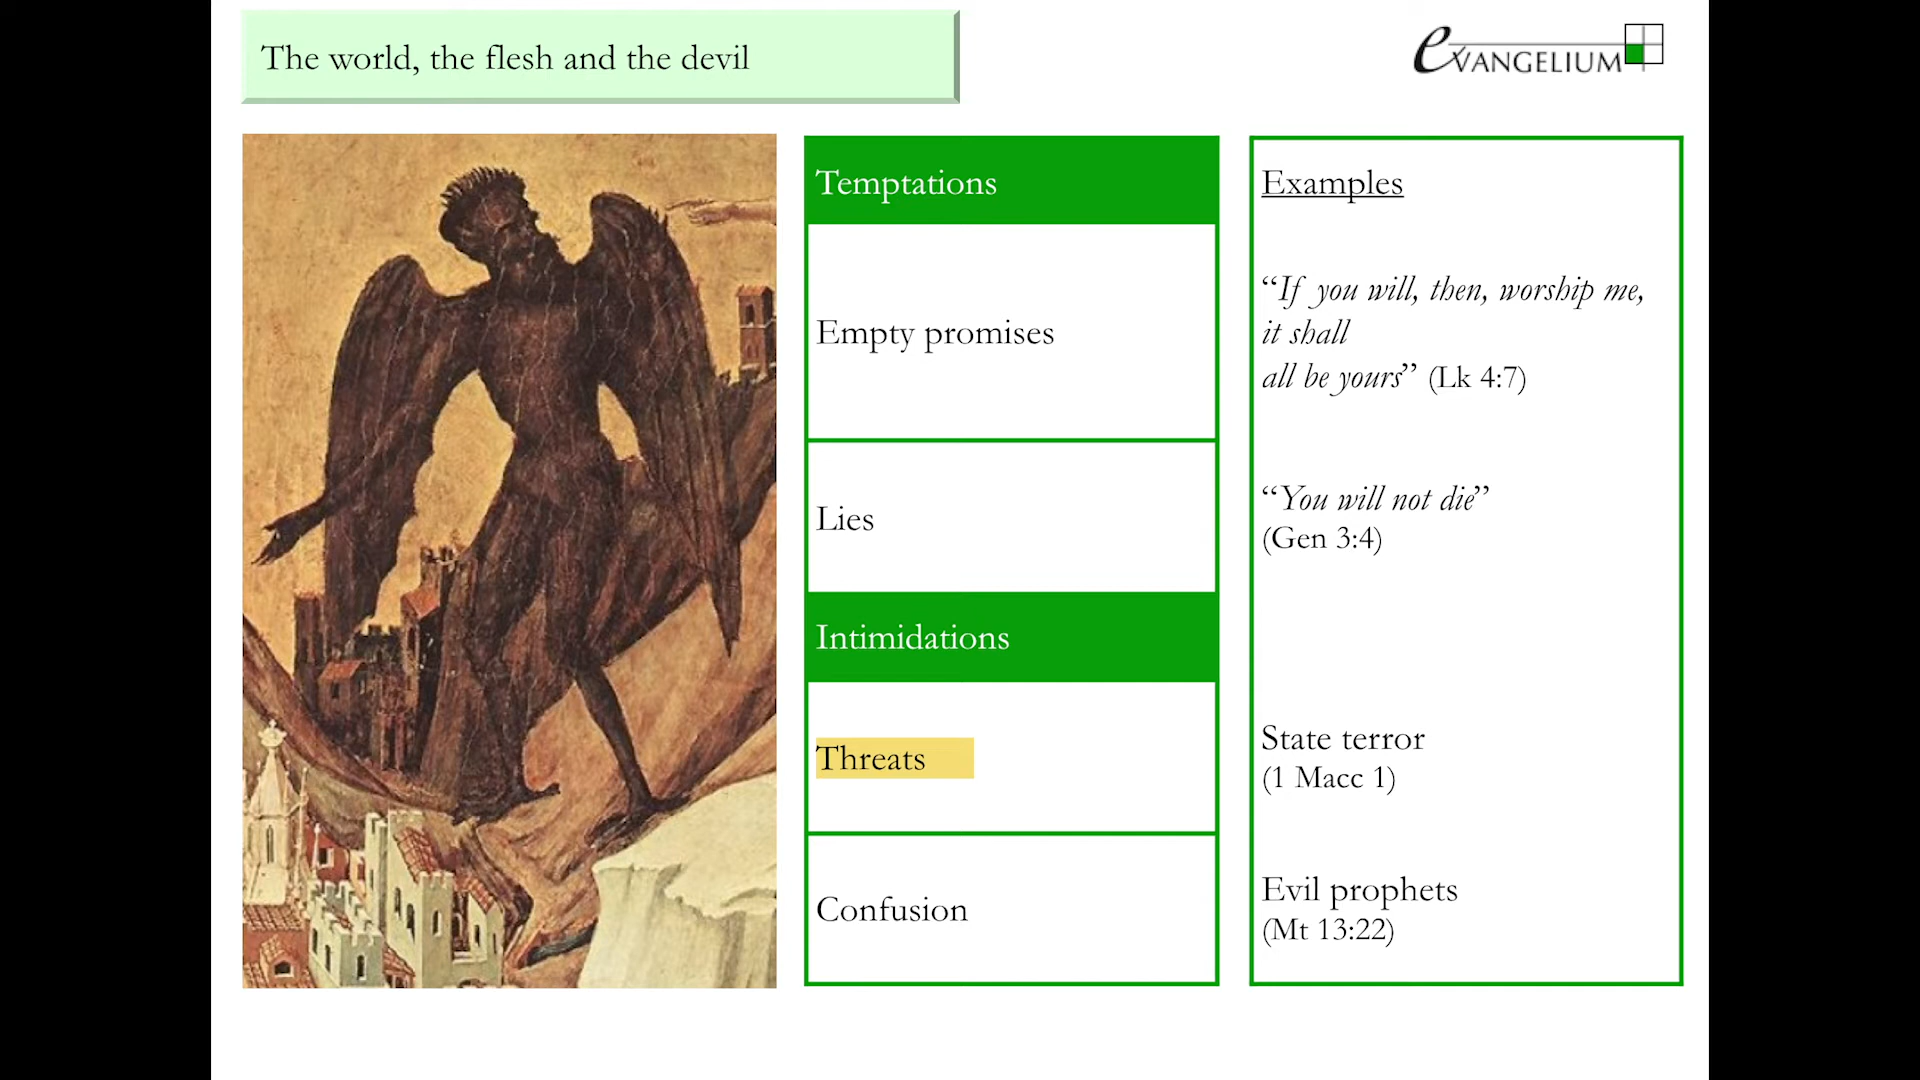 The world, the flesh and the devil
eVANGELIUM
Temptations
Empty promises
Lies
Intimidations
Threats
Confusion
Examples
“If you will, then, worship me,
it shall
all be yours” (Lk 4:7)
“You will not die”
(Gen 3:4)
State terror
(1 Macc 1)
Evil prophets
(Mt 13:22)